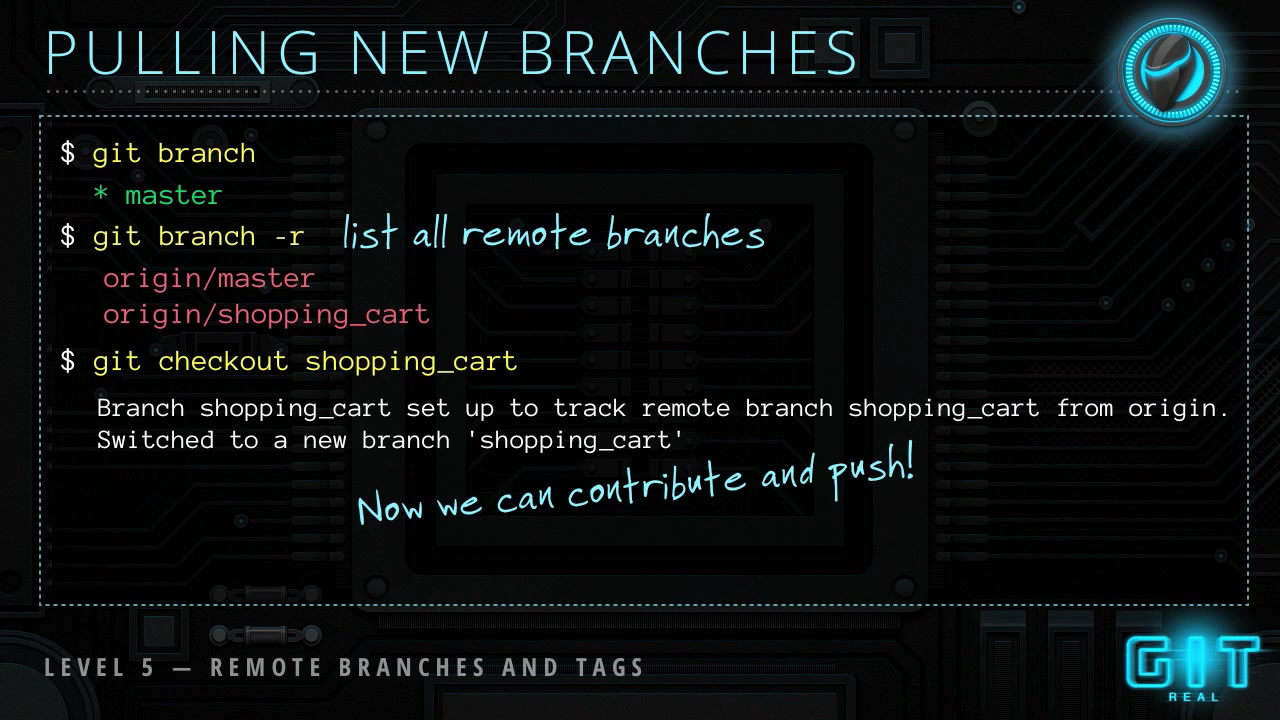 PULLING NEW BRANCHES
$ git branch
* master
$ git branch -r list all remote branches
origin/master
origin/shopping_cart
$ git checkout shopping_cart
Branch shopping_cart set up to track remote branch shopping_cart from origin.
Switched to a new branch 'shopping_cart'
Now we can contribute and push!
LEVEL 5 — REMOTE BRANCHES AND TAGS
GIT
REAL